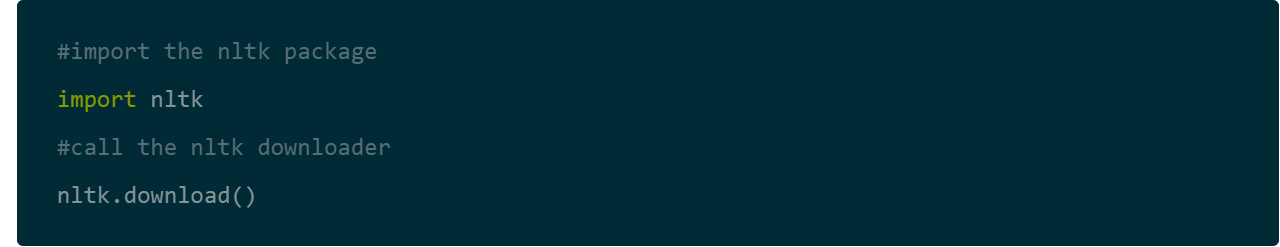 #import the nltk package
import nltk
#call the nltk downloader
nltk.download()